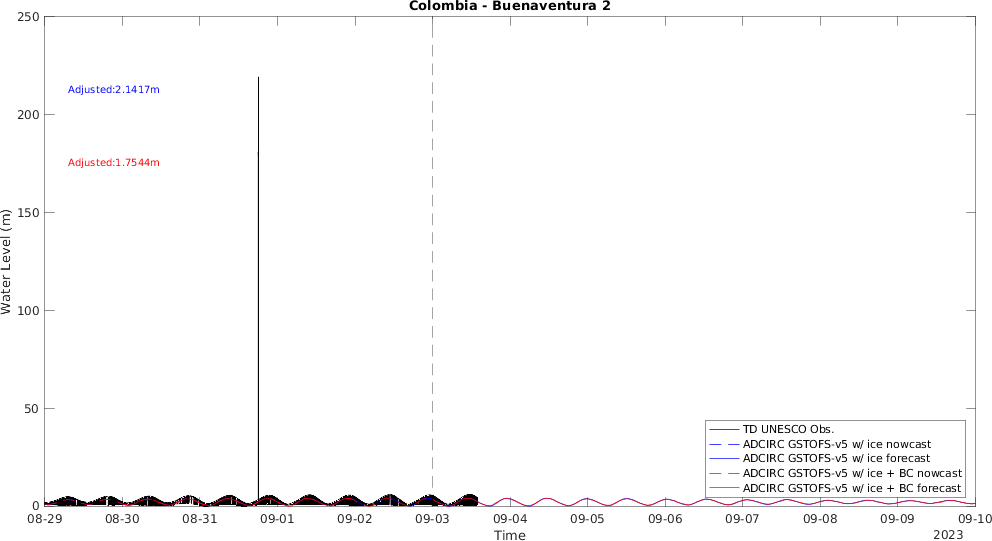 Colombia - Buenaventura 2
250
200
150
100
50
0
Water Level (m)
Adjusted:2.1417m
Adjusted:1.7544m
TD UNESCO Obs.
ADCIRC GSTOFS-v5 w/ ice nowcast
ADCIRC GSTOFS-v5 w/ ice forecast
ADCIRC GSTOFS-v5 w/ ice + BC nowcast
ADCIRC GSTOFS-v5 w/ ice + BC forecast
08-29 08-30 08-31 09-01 09-02 09-03 09-04 09-05 09-06 09-07 09-08 09-09 09-10
Time
2023